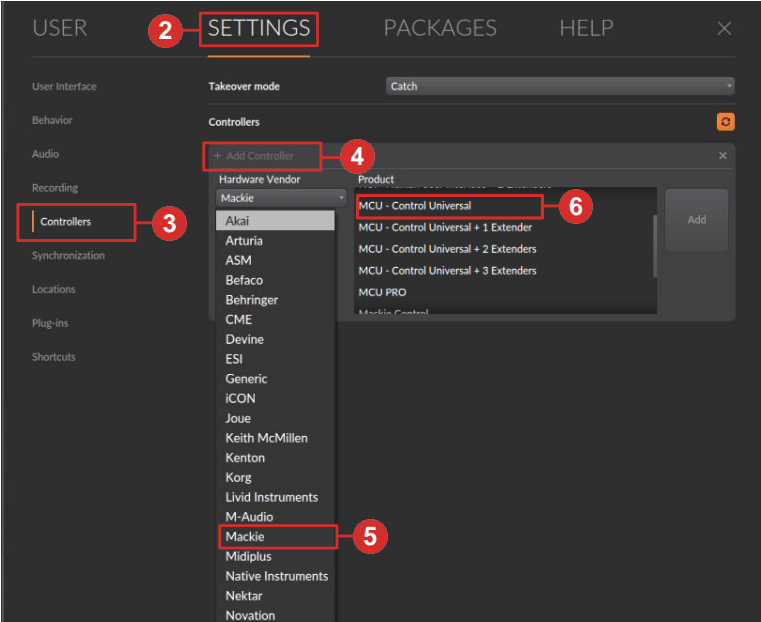 USER
2
SETTINGS
PACKAGES
HELP
User Interface
Behavior
Audio
Recording
3
Controllers
Synchronization
Locations
Plug-ins
Shortcuts
Takeover mode
Catch
Controllers
+ Add Controller
4
Hardware Vendor
Mackie
Akai
Arturia
ASM
Befaco
Behringer
CME
Devine
ESI
Generic
iCON
Joue
Keith McMillen
Kenton
Korg
Livid Instruments
M-Audio
Mackie
5
Midiplus
Native Instruments
Nektar
Novation
Product
MCU - Control Universal
6
MCU - Control Universal + 1 Extender
MCU - Control Universal + 2 Extenders
MCU - Control Universal + 3 Extenders
MCU PRO
Mackie Control
Add